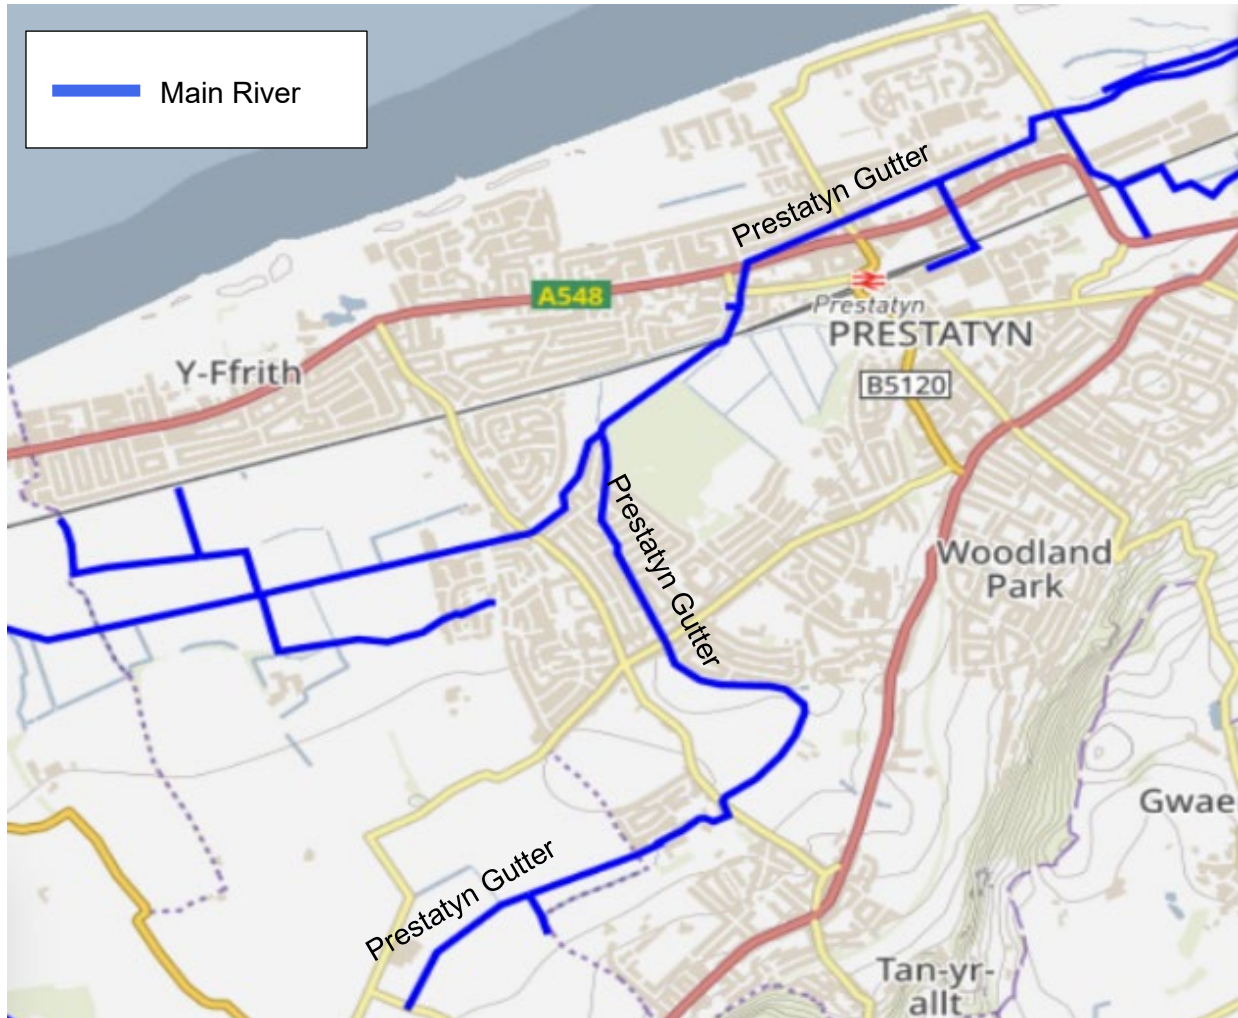 Main River
Prestatyn Gutter
A548
Prestatyn
PRESTATYN
Y-Ffrith
B5120
Prestatyn Gutter
Woodland
Park
Gwae
Prestatyn Gutter
Tan-yr-
allt